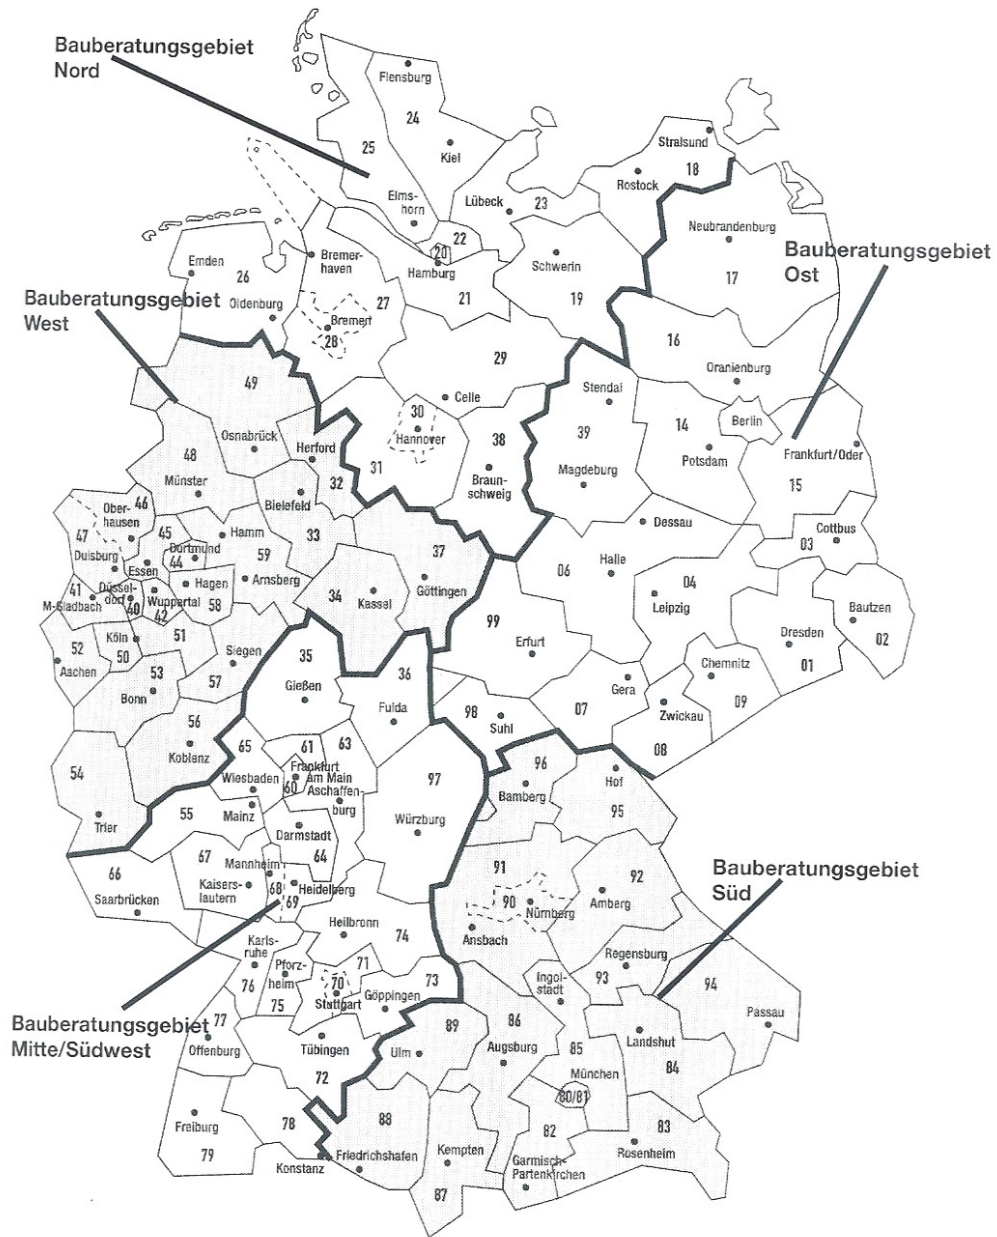 Bauberatungsgebiet
Nord
Flensburg
24
25
Kiel
Stralsund
18
Rostock
Elms-
horn
Lübeck
23
Neubrandenburg
22
20
Hamburg
Schwerin
Bauberatungsgebiet
Ost
Emden
26
Bremer-
haven
17
21
19
Bauberatungsgebiet
West
Oldenburg
27
Bremen
28
16
29
Oranienburg
49
Stendal
Celle
30
Hannover
Berlin
14
39
Osnabrück
Herford
38
Potsdam
Frankfurt/Oder
48
31
Magdeburg
15
Münster
32
Braun-
schweig
46
Ober-
hausen
Bielefeld
47
45
Hamm
33
Dessau
Cottbus
03
Duisburg
Dortmund
44
59
37
Halle
Essen
06
04
41
Düssel-
dorf
40
Hagen
Arnsberg
Göttingen
M-Gladbach
Wuppertal
42
58
34
Kassel
Leipzig
Bautzen
02
52
Köln
50
51
99
Erfurt
Dresden
01
Aachen
Siegen
35
53
57
Gießen
36
Chemnitz
Bonn
Gera
09
56
Fulda
98
Suhl
07
Zwickau
Koblenz
65
61
63
08
54
Wiesbaden
Frankfurt
am Main
60
Aschaffen-
burg
97
96
Hof
Bamberg
95
55
Mainz
Trier
Darmstadt
Würzburg
66
67
64
91
Mannheim
92
Kaisers-
lautern
68
Heidelberg
69
90
Nürnberg
Amberg
Bauberatungsgebiet
Süd
Saarbrücken
Heilbronn
74
Ansbach
Karls-
ruhe
Regensburg
Pforz-
heim
71
73
Ingol-
stadt
93
94
76
70
75
Stuttgart
Göppingen
Passau
Bauberatungsgebiet
Mitte/Südwest
77
Offenburg
89
86
Landshut
Tübingen
Ulm
Augsburg
85
84
72
München
80/81
Freiburg
78
88
82
83
79
Konstanz
Friedrichshafen
Kempten
Rosenheim
Garmisch-
Partenkirchen
87